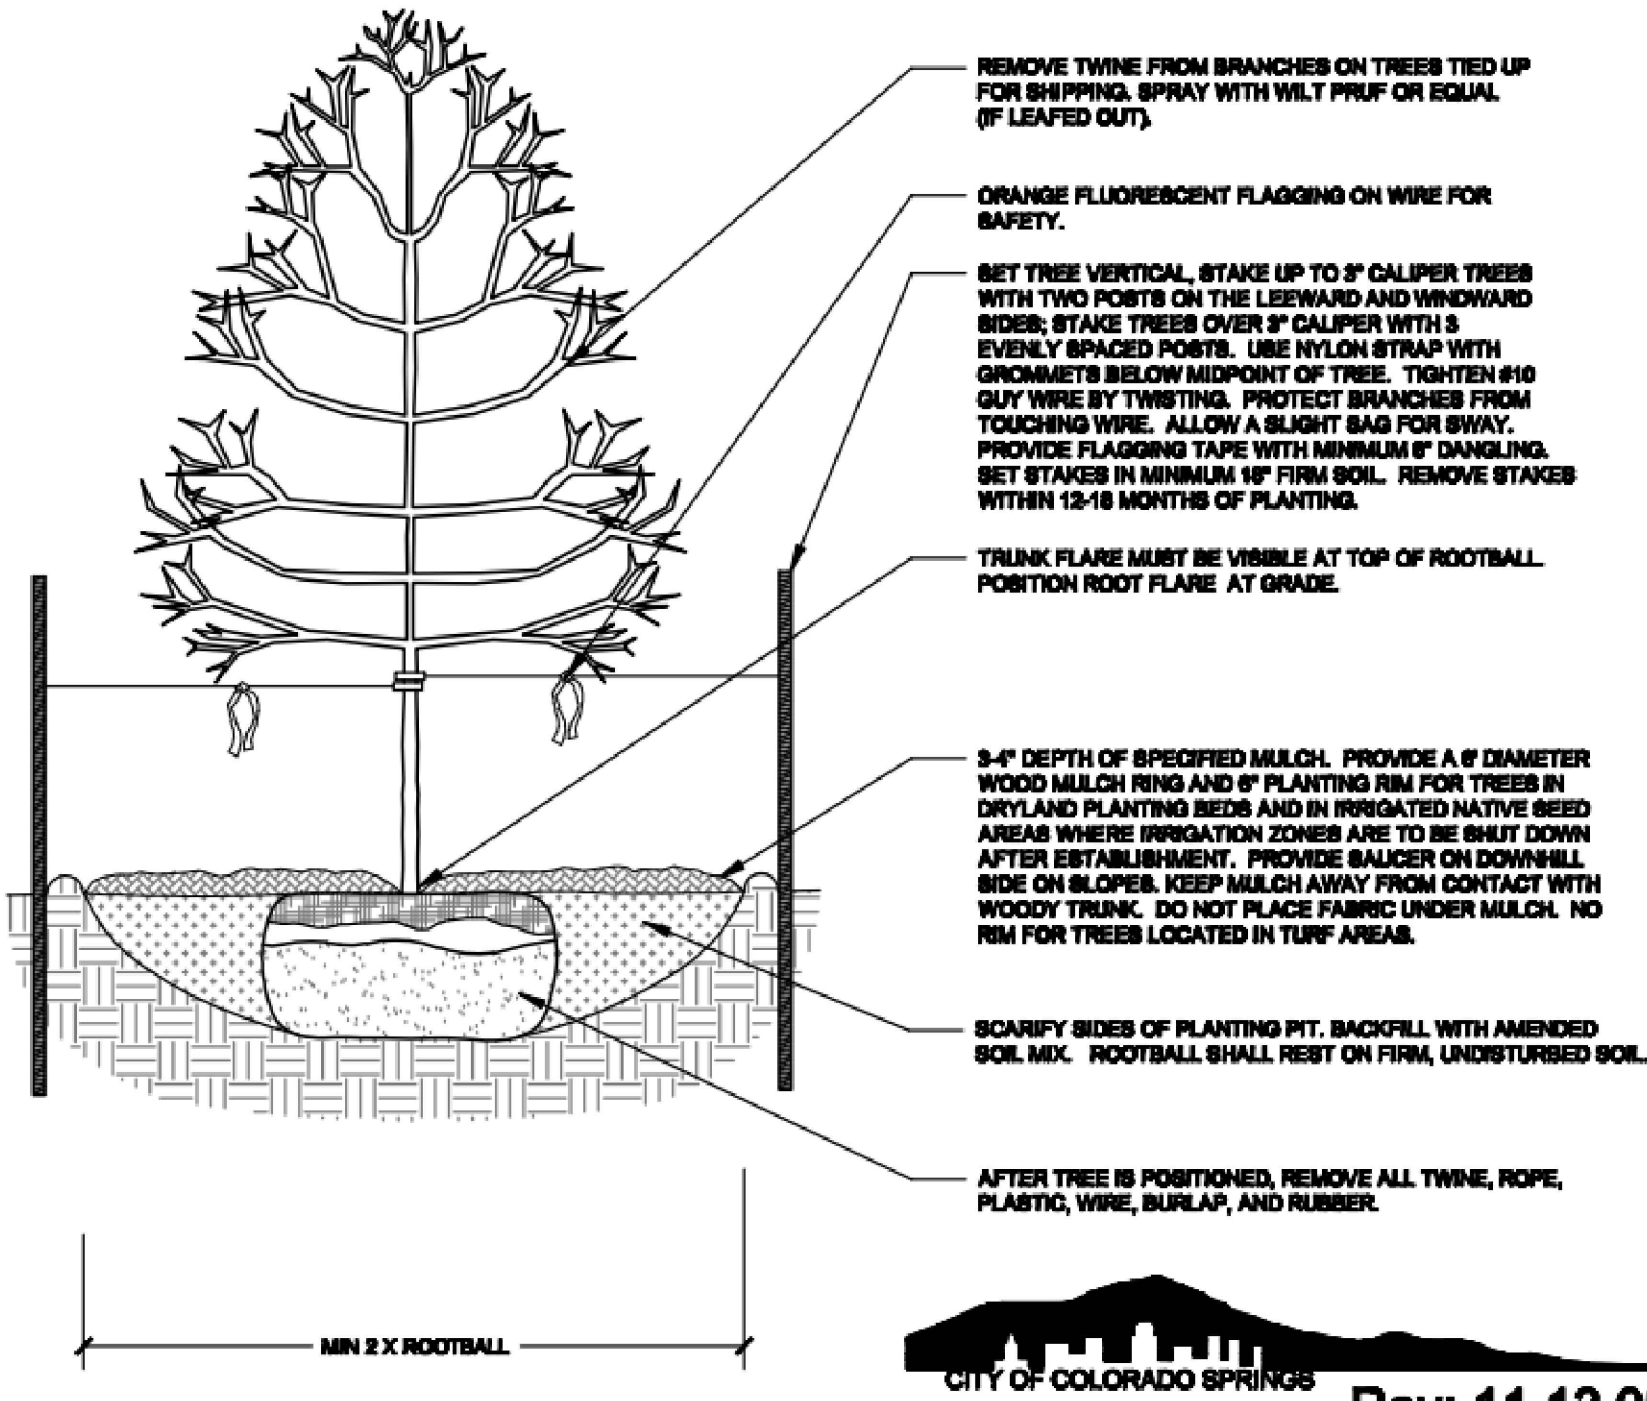 REMOVE TWINE FROM BRANCHES ON TREES TIED UP
FOR SHIPPING. SPRAY WITH WILT PRUF OR EQUAL
(IF LEAFED OUT).
ORANGE FLUORESCENT FLAGGING ON WIRE FOR
SAFETY.
SET TREE VERTICAL, STAKE UP TO 3" CALIPER TREES
WITH TWO POSTS ON THE LEEWARD AND WINDWARD
SIDES; STAKE TREES OVER 3" CALIPER WITH 3
EVENLY SPACED POSTS. USE NYLON STRAP WITH
GROMMETS BELOW MIDPOINT OF TREE. TIGHTEN #10
GUY WIRE BY TWISTING. PROTECT BRANCHES FROM
TOUCHING WIRE. ALLOW A SLIGHT SAG FOR SWAY.
PROVIDE FLAGGING TAPE WITH MINIMUM 6" DANGLING.
SET STAKES IN MINIMUM 18" FIRM SOIL. REMOVE STAKES
WITHIN 12-18 MONTHS OF PLANTING.
TRUNK FLARE MUST BE VISIBLE AT TOP OF ROOTBALL
POSITION ROOT FLARE AT GRADE.
3-4" DEPTH OF SPECIFIED MULCH. PROVIDE A 6' DIAMETER
WOOD MULCH RING AND 6" PLANTING RIM FOR TREES IN
DRYLAND PLANTING BEDS AND IN IRRIGATED NATIVE SEED
AREAS WHERE IRRIGATION ZONES ARE TO BE SHUT DOWN
AFTER ESTABLISHMENT. PROVIDE SAUCER ON DOWNHILL
SIDE ON SLOPES. KEEP MULCH AWAY FROM CONTACT WITH
WOODY TRUNK. DO NOT PLACE FABRIC UNDER MULCH. NO
RIM FOR TREES LOCATED IN TURF AREAS.
SCARIFY SIDES OF PLANTING PIT. BACKFILL WITH AMENDED
SOIL MIX. ROOTBALL SHALL REST ON FIRM, UNDISTURBED SOIL.
AFTER TREE IS POSITIONED, REMOVE ALL TWINE, ROPE,
PLASTIC, WIRE, BURLAP, AND RUBBER.
MIN 2 X ROOTBALL
CITY OF COLORADO SPRINGS